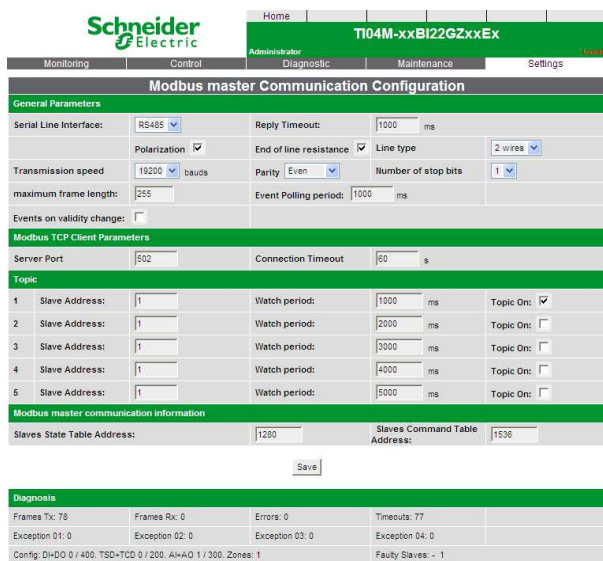 Schneider
Electric
Home
TI04M-xxBI22GZxxEx
Administrator
Monitoring Control Diagnostic Maintenance Settings
Modbus master Communication Configuration
General Parameters
Serial Line Interface: RS485 Reply Timeout: 1000 ms
Polarization End of line resistance Line type 2 wires
Transmission speed 19200 bauds Parity Even Number of stop bits 1
maximum frame length: 255 Event Polling period: 1000 ms
Events on validity change:
Modbus TCP Client Parameters
Server Port 502 Connection Timeout 60 s
Topic
1 Slave Address: 1 Watch period: 1000 ms Topic On:
2 Slave Address: 1 Watch period: 2000 ms Topic On:
3 Slave Address: 1 Watch period: 3000 ms Topic On:
4 Slave Address: 1 Watch period: 4000 ms Topic On:
5 Slave Address: 1 Watch period: 5000 ms Topic On:
Modbus master communication information
Slaves State Table Address: 1280 Slaves Command Table Address: 1536
Save
Diagnosis
Frames Tx: 78 Frames Rx: 0 Errors: 0 Timeouts: 77
Exception 01: 0 Exception 02: 0 Exception 03: 0 Exception 04: 0
Config: DI+DO 0 / 400. TSD+TCD 0 / 200. AI+AO 1 / 300. Zones: 1 Faulty Slaves: - 1